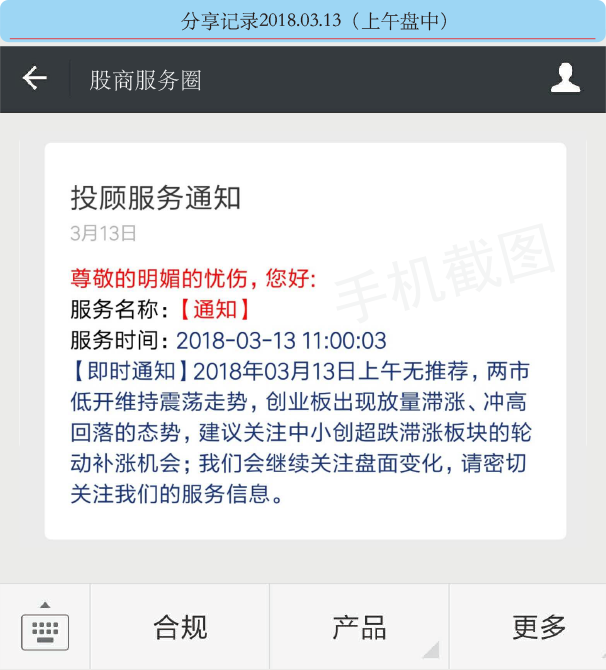 分享记录2018.03.13（上午盘中）
股商服务圈
投顾服务通知
3月13日
手机截图
尊敬的明媚的忧伤，您好:
服务名称：【通知】
服务时间：2018-03-13 11:00:03
【即时通知】2018年03月13日上午无推荐，两市
低开维持震荡走势，创业板出现放量滞涨、冲高
回落的态势，建议关注中小创超跌滞涨板块的轮
动补涨机会；我们会继续关注盘面变化，请密切
关注我们的服务信息。
合规
产品
更多